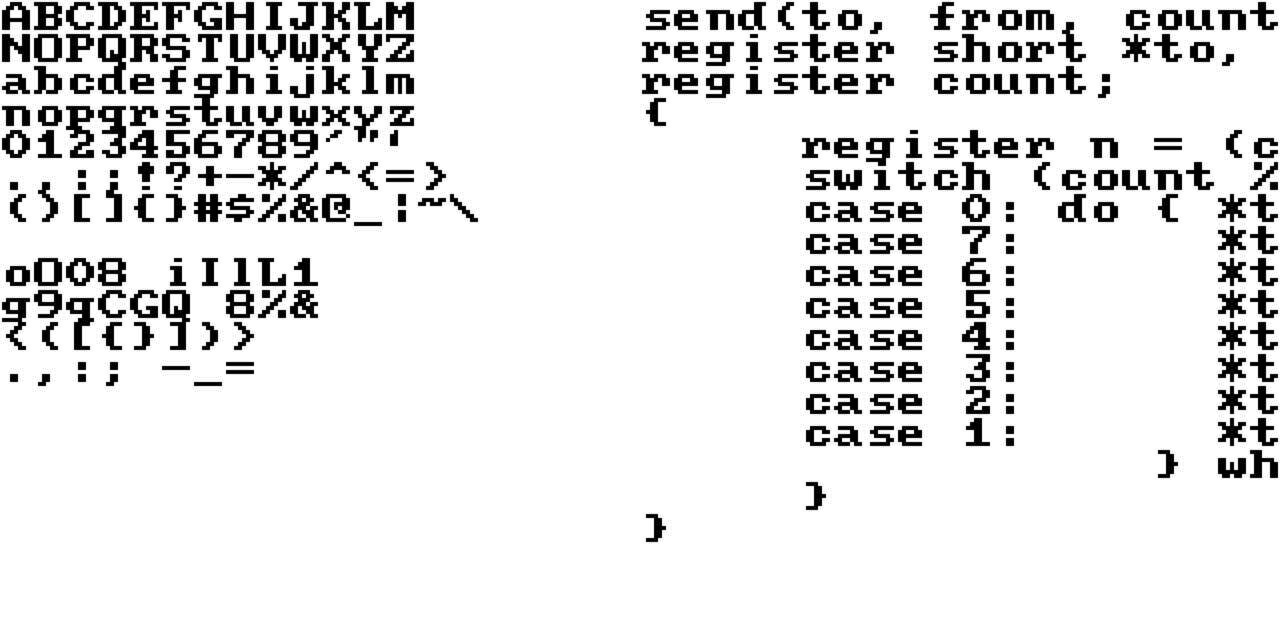 ABCDEFGHIJKLM
NOPQRSTUVWXYZ
abcdefghijklm
nopqrstuvwxyz
0123456789´"'
.,:;!?+-*/^<=>
()[]{}#$%&@_¦~\
oO08 iIlL1
g9qCGQ 8%&
<([{}])>
.,:; -_=
send(to, from, count
register short *to,
register count;
{
register n = (c
switch (count %
case 0: do { *t
case 7: *t
case 6: *t
case 5: *t
case 4: *t
case 3: *t
case 2: *t
case 1: *t
} wh
}
}